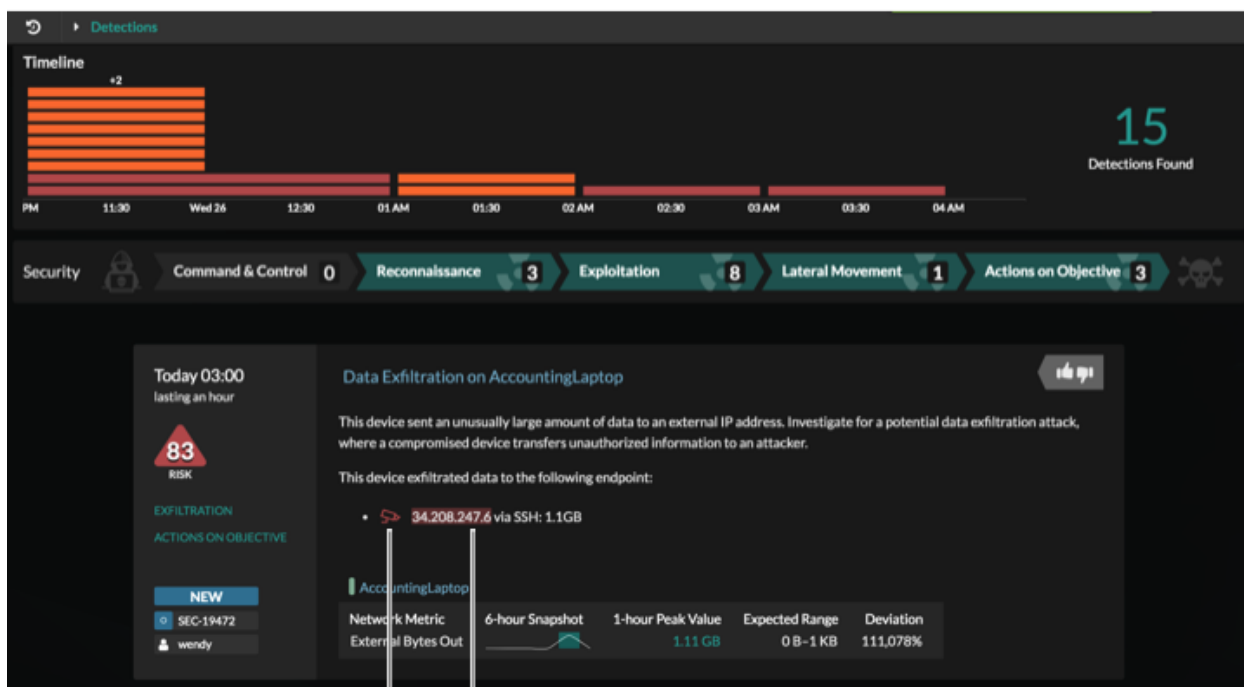 Detections
Timeline
+2
15
Detections Found
PM 11:30 Wed 26 12:30 01 AM 01:30 02 AM 02:30 03 AM 03:30 04 AM
Security Command & Control 0 Reconnaissance 3 Exploitation 8 Lateral Movement 1 Actions on Objective 3
Today 03:00
lasting an hour
83
RISK
EXFILTRATION
ACTIONS ON OBJECTIVE
NEW
SEC-19472
wendy
Data Exfiltration on AccountingLaptop
This device sent an unusually large amount of data to an external IP address. Investigate for a potential data exfiltration attack,
where a compromised device transfers unauthorized information to an attacker.
This device exfiltrated data to the following endpoint:
• 34.208.247.6 via SSH: 1.1GB
AccountingLaptop
Network Metric 6-hour Snapshot 1-hour Peak Value Expected Range Deviation
External Bytes Out 1.11 GB 0 B–1 KB 111,078%